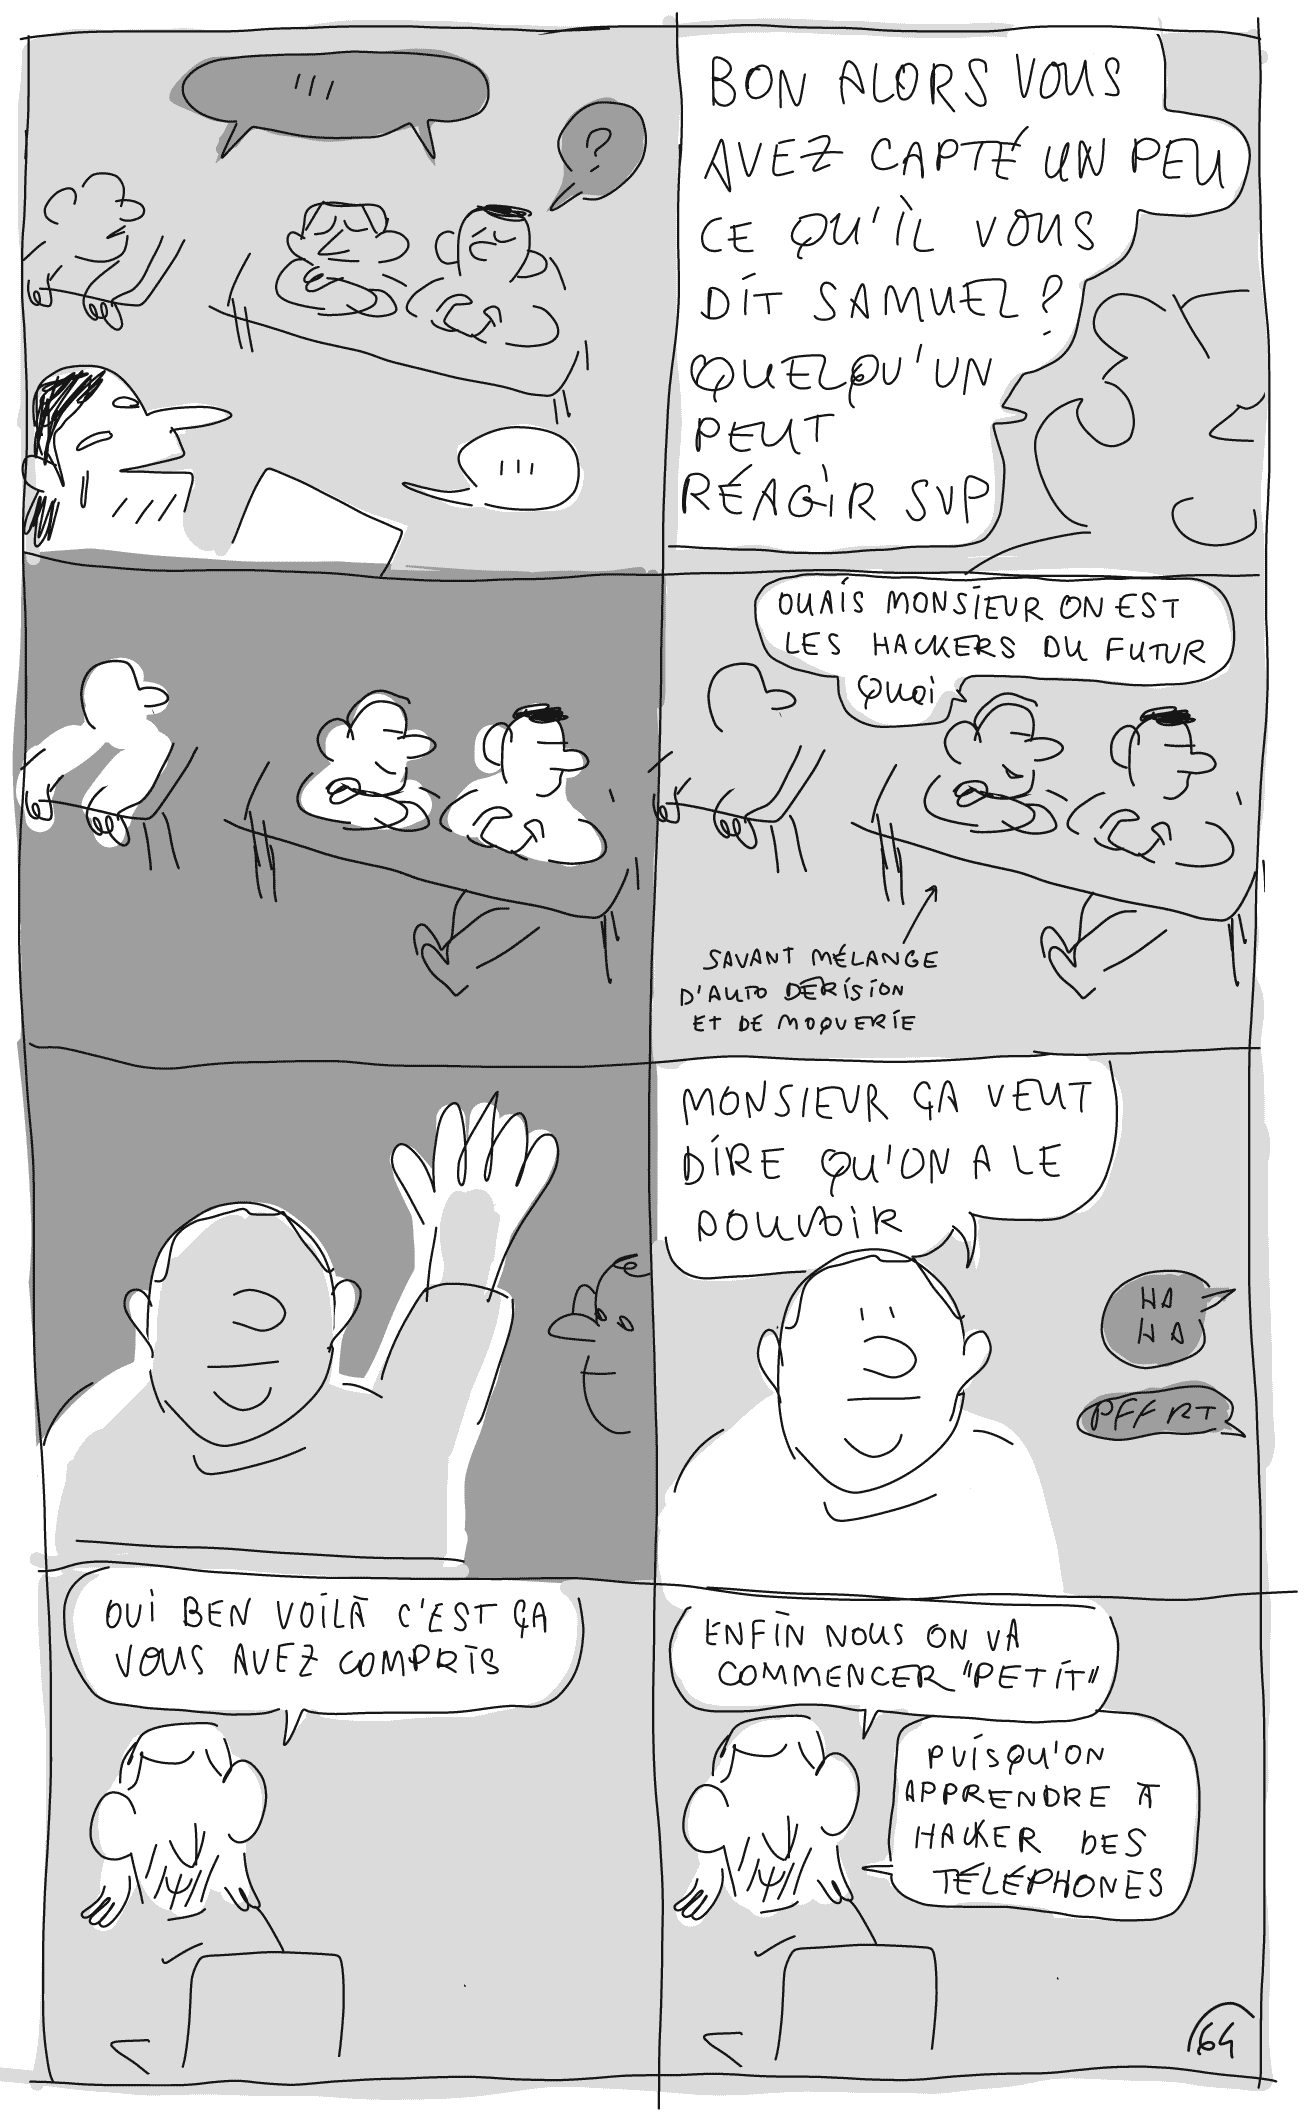 ...
?
...
BON ALORS VOUS
AVEZ CAPTÉ UN PEU
CE QU'IL VOUS
DIT SAMUEL ?
QUELQU'UN
PEUT
RÉAGIR SVP
OUAIS MONSIEUR ON EST
LES HACKERS DU FUTUR
QUOI
SAVANT MÉLANGE
D'AUTO DÉRISION
ET DE MOQUERIE
MONSIEUR ÇA VEUT
DIRE QU'ON A LE
POUVOIR
HA
HA
PFFRT
OUI BEN VOILÀ C'EST ÇA
VOUS AVEZ COMPRIS
ENFIN NOUS ON VA
COMMENCER "PETIT"
PUISQU'ON
APPRENDRE À
HACKER DES
TÉLÉPHONES
64